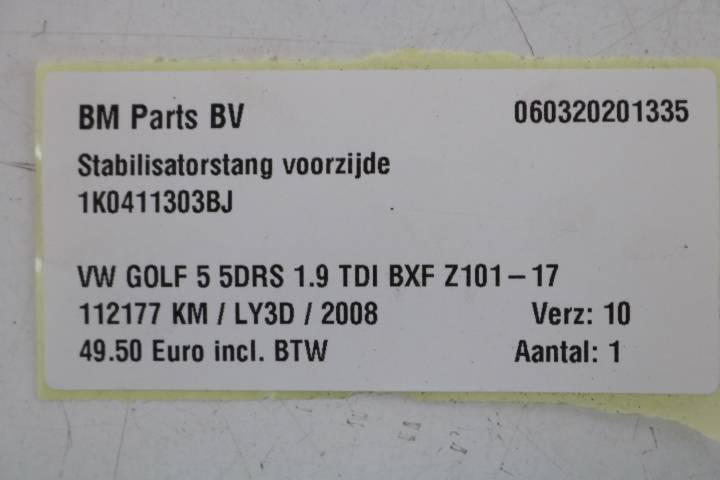 BM Parts BV 060320201335
Stabilisatorstang voorzijde
1K0411303BJ
VW GOLF 5 5DRS 1.9 TDI BXF Z101-17
112177 KM / LY3D / 2008 Verz: 10
49.50 Euro incl. BTW Aantal: 1